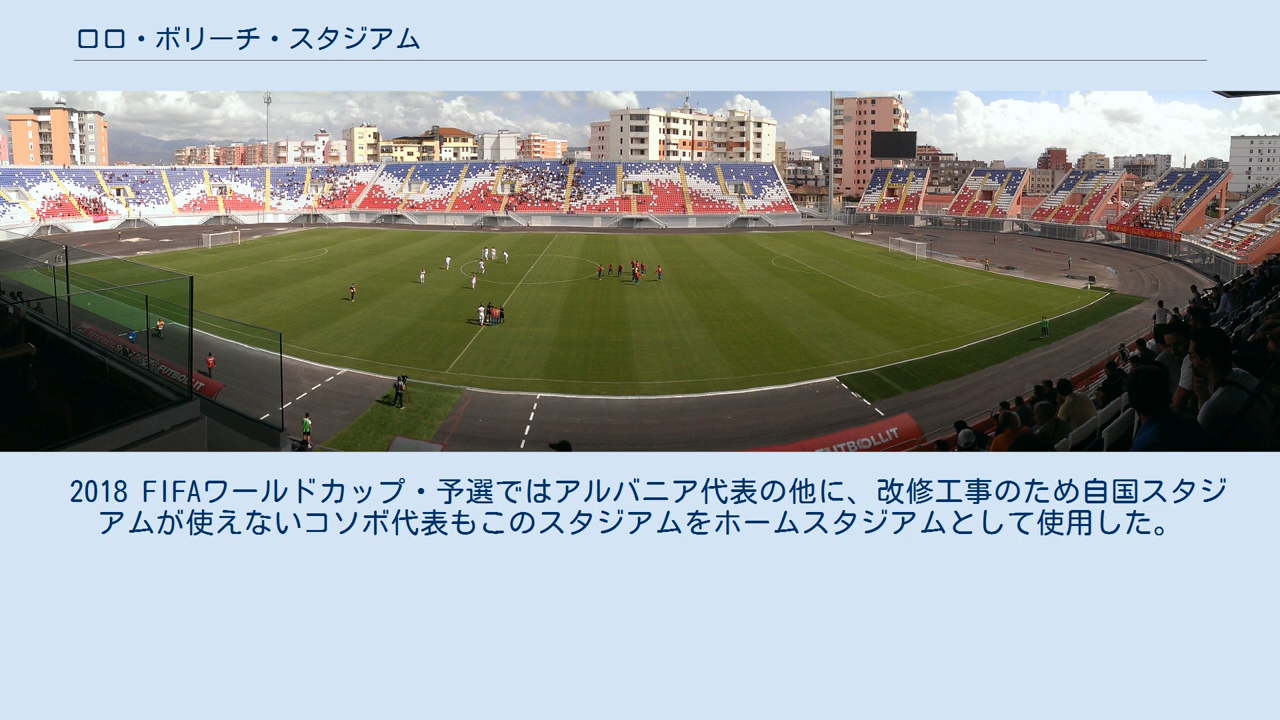 ロロ・ボリーチ・スタジアム
FUTBOLLIT
FUTBOLLIT
2018 FIFAワールドカップ・予選ではアルバニア代表の他に、改修工事のため自国スタジ
アムが使えないコソボ代表もこのスタジアムをホームスタジアムとして使用した。